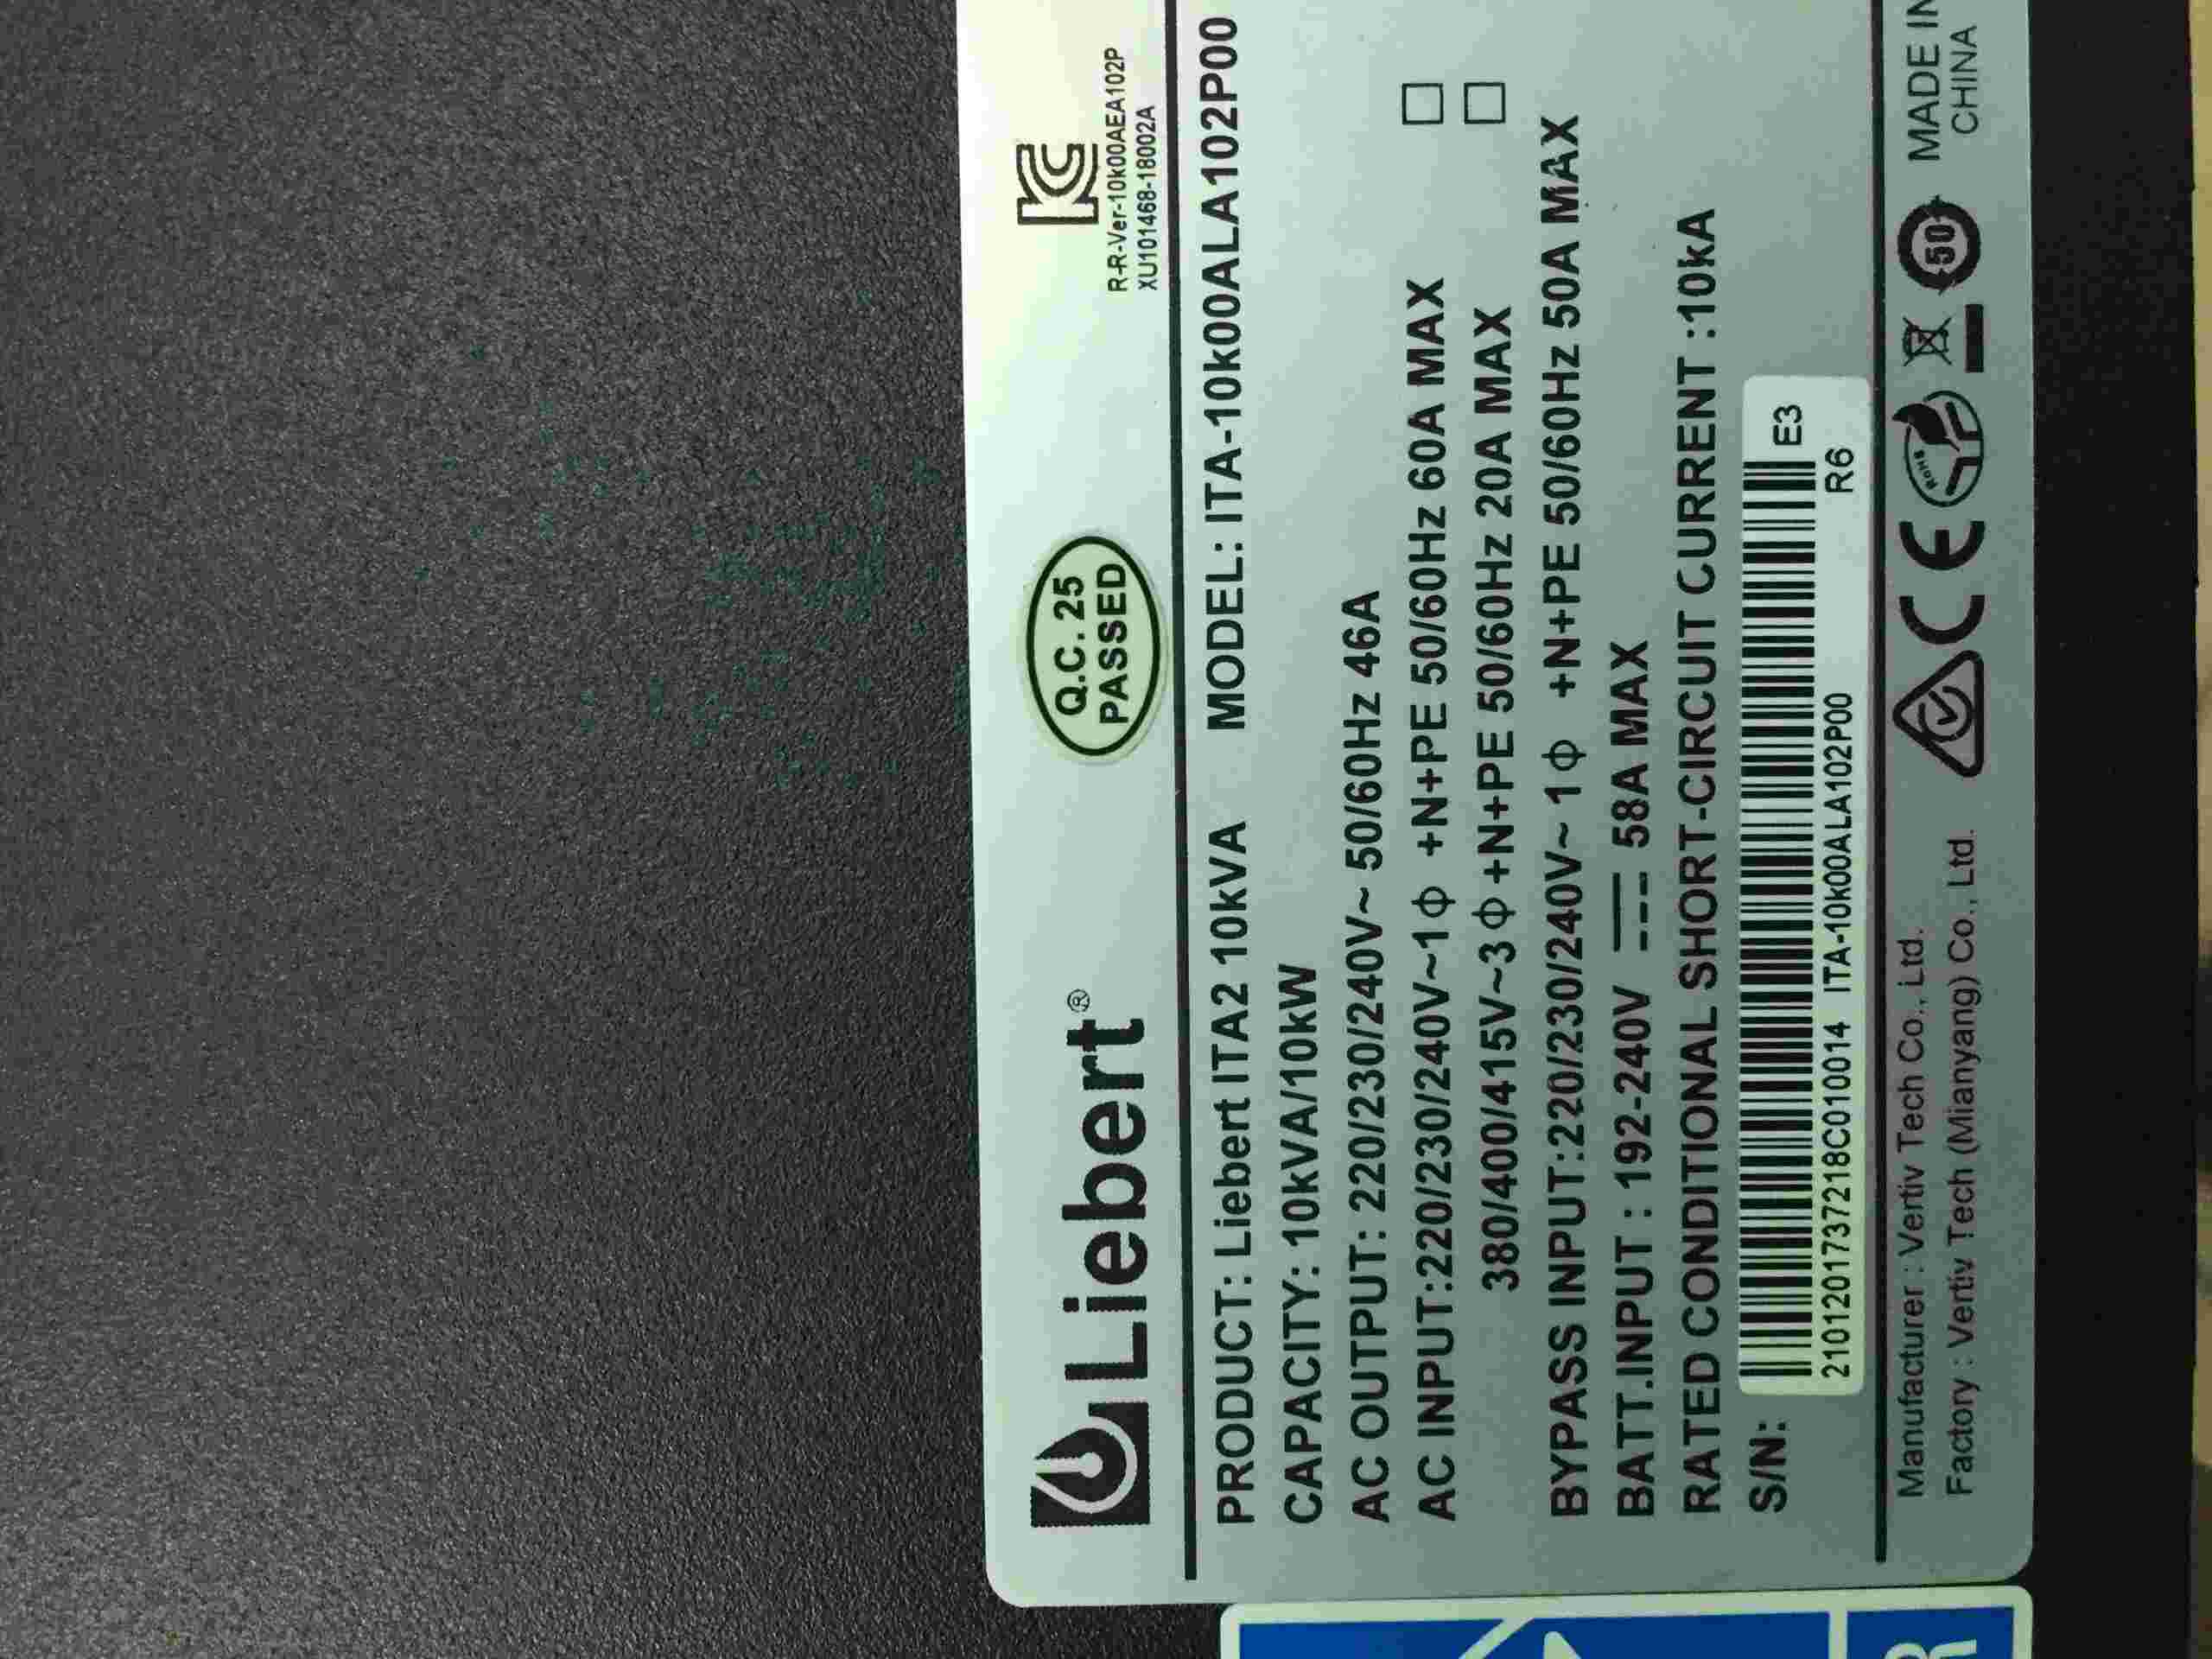 Liebert®
Q.C. 25
PASSED
R-R-Ver-10k00AEA102P
XU101468-18002A
PRODUCT: Liebert ITA2 10kVA MODEL: ITA-10k00ALA102P00
CAPACITY: 10kVA/10kW
AC OUTPUT: 220/230/240V~ 50/60Hz 46A
AC INPUT:220/230/240V~1ϕ +N+PE 50/60Hz 60A MAX □
380/400/415V~3ϕ+N+PE 50/60Hz 20A MAX □
BYPASS INPUT:220/230/240V~ 1ϕ +N+PE 50/60Hz 50A MAX
BATT.INPUT : 192-240V ⎓ 58A MAX
RATED CONDITIONAL SHORT-CIRCUIT CURRENT :10kA
S/N:
E3
2101201737218C010014 ITA-10k00ALA102P00 R6
Manufacturer : Vertiv Tech Co., Ltd.
Factory : Vertiv Tech (Mianyang) Co., Ltd.
CE
RoHS
50
MADE IN
CHINA
R